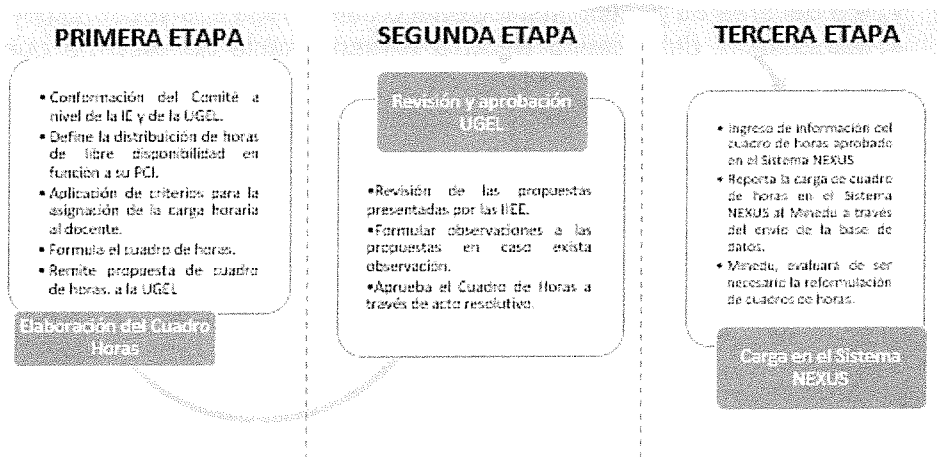 PRIMERA ETAPA
• Conformación del Comité a
nivel de la IE y de la UGEL.
• Define la distribuición de horas
de libre disponibilidad en
función a su PCI.
• Aplicación de criterios para la
asignación de la carga horaria
al docente.
• Formula el cuadro de horas.
• Remite propuesta de cuadro
de horas. a la UGEL
Elaboración del Cuadro
Horas
SEGUNDA ETAPA
Revisión y aprobación
UGEL
•Revisión de las propuestas
presentadas por las IIEE.
•Formular observaciones a las
propuestas en caso exista
observación.
•Aprueba el Cuadro de Horas a
través de acto resolutivo.
TERCERA ETAPA
• Ingreso de información del
cuadro de horas aprobado
en el Sistema NEXUS
• Reporta la carga de cuadro
de horas en el Sistema
NEXUS al Minedu a través
del envío de la base de
datos.
• Minedu, evaluará de ser
necesario la reformulación
de cuadros de horas.
Carga en el Sistema
NEXUS